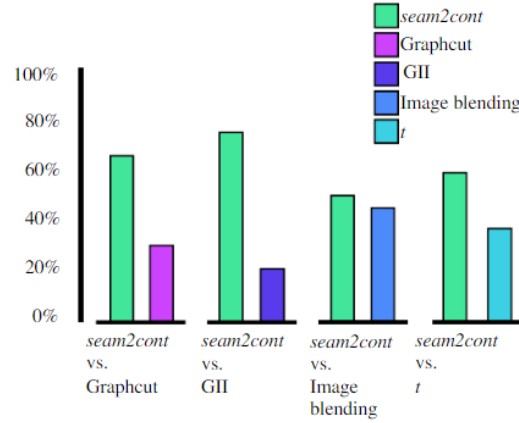 seam2cont
Graphcut
GII
Image blending
t
100%
80%
60%
40%
20%
0%
seam2cont
vs.
Graphcut
seam2cont
vs.
GII
seam2cont
vs.
Image
blending
seam2cont
vs.
t